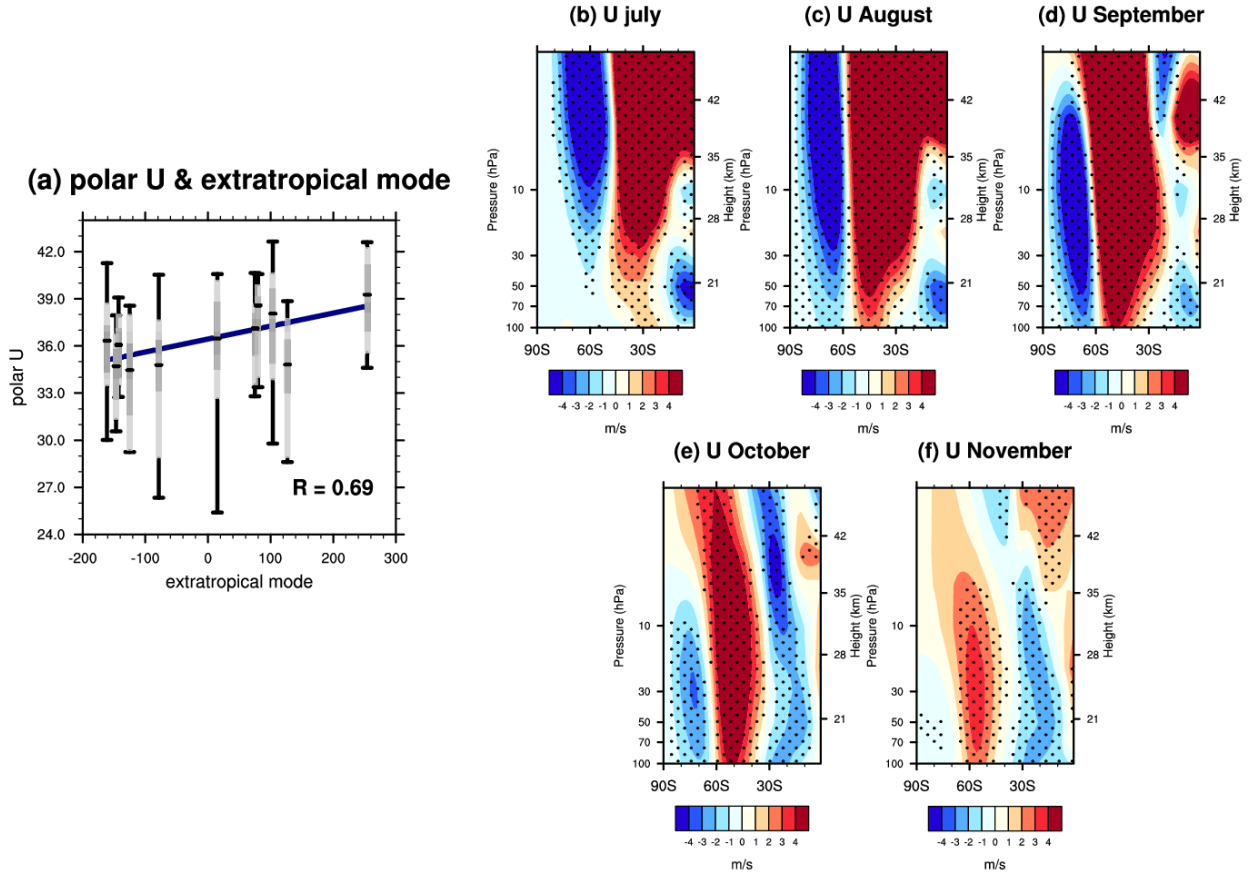 (a) polar U & extratropical mode
polar U
42.0
39.0
36.0
33.0
30.0
27.0
24.0
R = 0.69
-200 -100 0 100 200 300
extratropical mode
(b) U july
Pressure (hPa)
10
30
50
70
100
42
35
28
21
Height (km)
90S 60S 30S
-4 -3 -2 -1 0 1 2 3 4
m/s
(c) U August
Pressure (hPa)
10
30
50
70
100
42
35
28
21
Height (km)
90S 60S 30S
-4 -3 -2 -1 0 1 2 3 4
m/s
(d) U September
Pressure (hPa)
10
30
50
70
100
42
35
28
21
Height (km)
90S 60S 30S
-4 -3 -2 -1 0 1 2 3 4
m/s
(e) U October
Pressure (hPa)
10
30
50
70
100
42
35
28
21
Height (km)
90S 60S 30S
-4 -3 -2 -1 0 1 2 3 4
m/s
(f) U November
Pressure (hPa)
10
30
50
70
100
42
35
28
21
Height (km)
90S 60S 30S
-4 -3 -2 -1 0 1 2 3 4
m/s